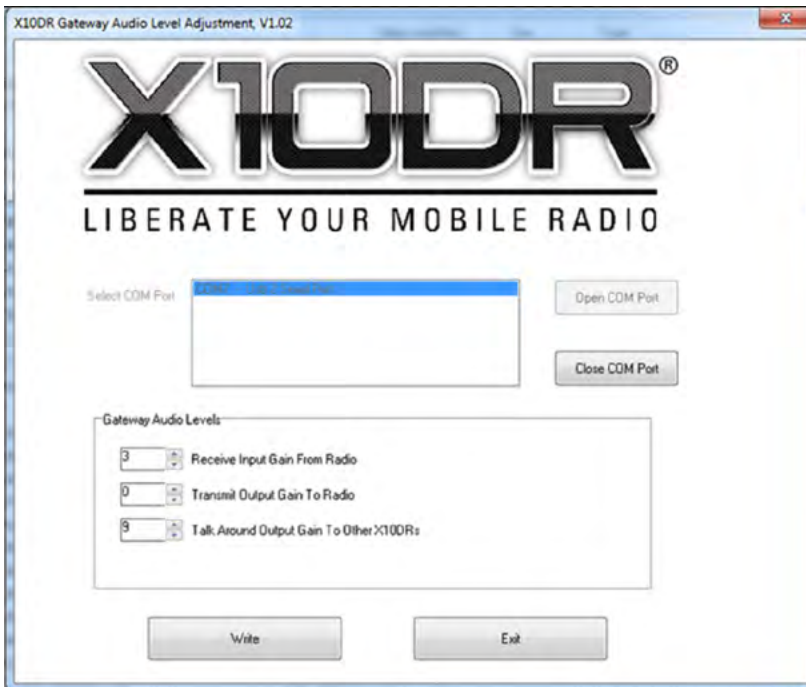 X10DR Gateway Audio Level Adjustment, V1.02
X10DR®
LIBERATE YOUR MOBILE RADIO
Select COM Port
Open COM Port
Close COM Port
Gateway Audio Levels
3 Receive Input Gain From Radio
0 Transmit Output Gain To Radio
9 Talk Around Output Gain To Other X10DRs
Write Exit